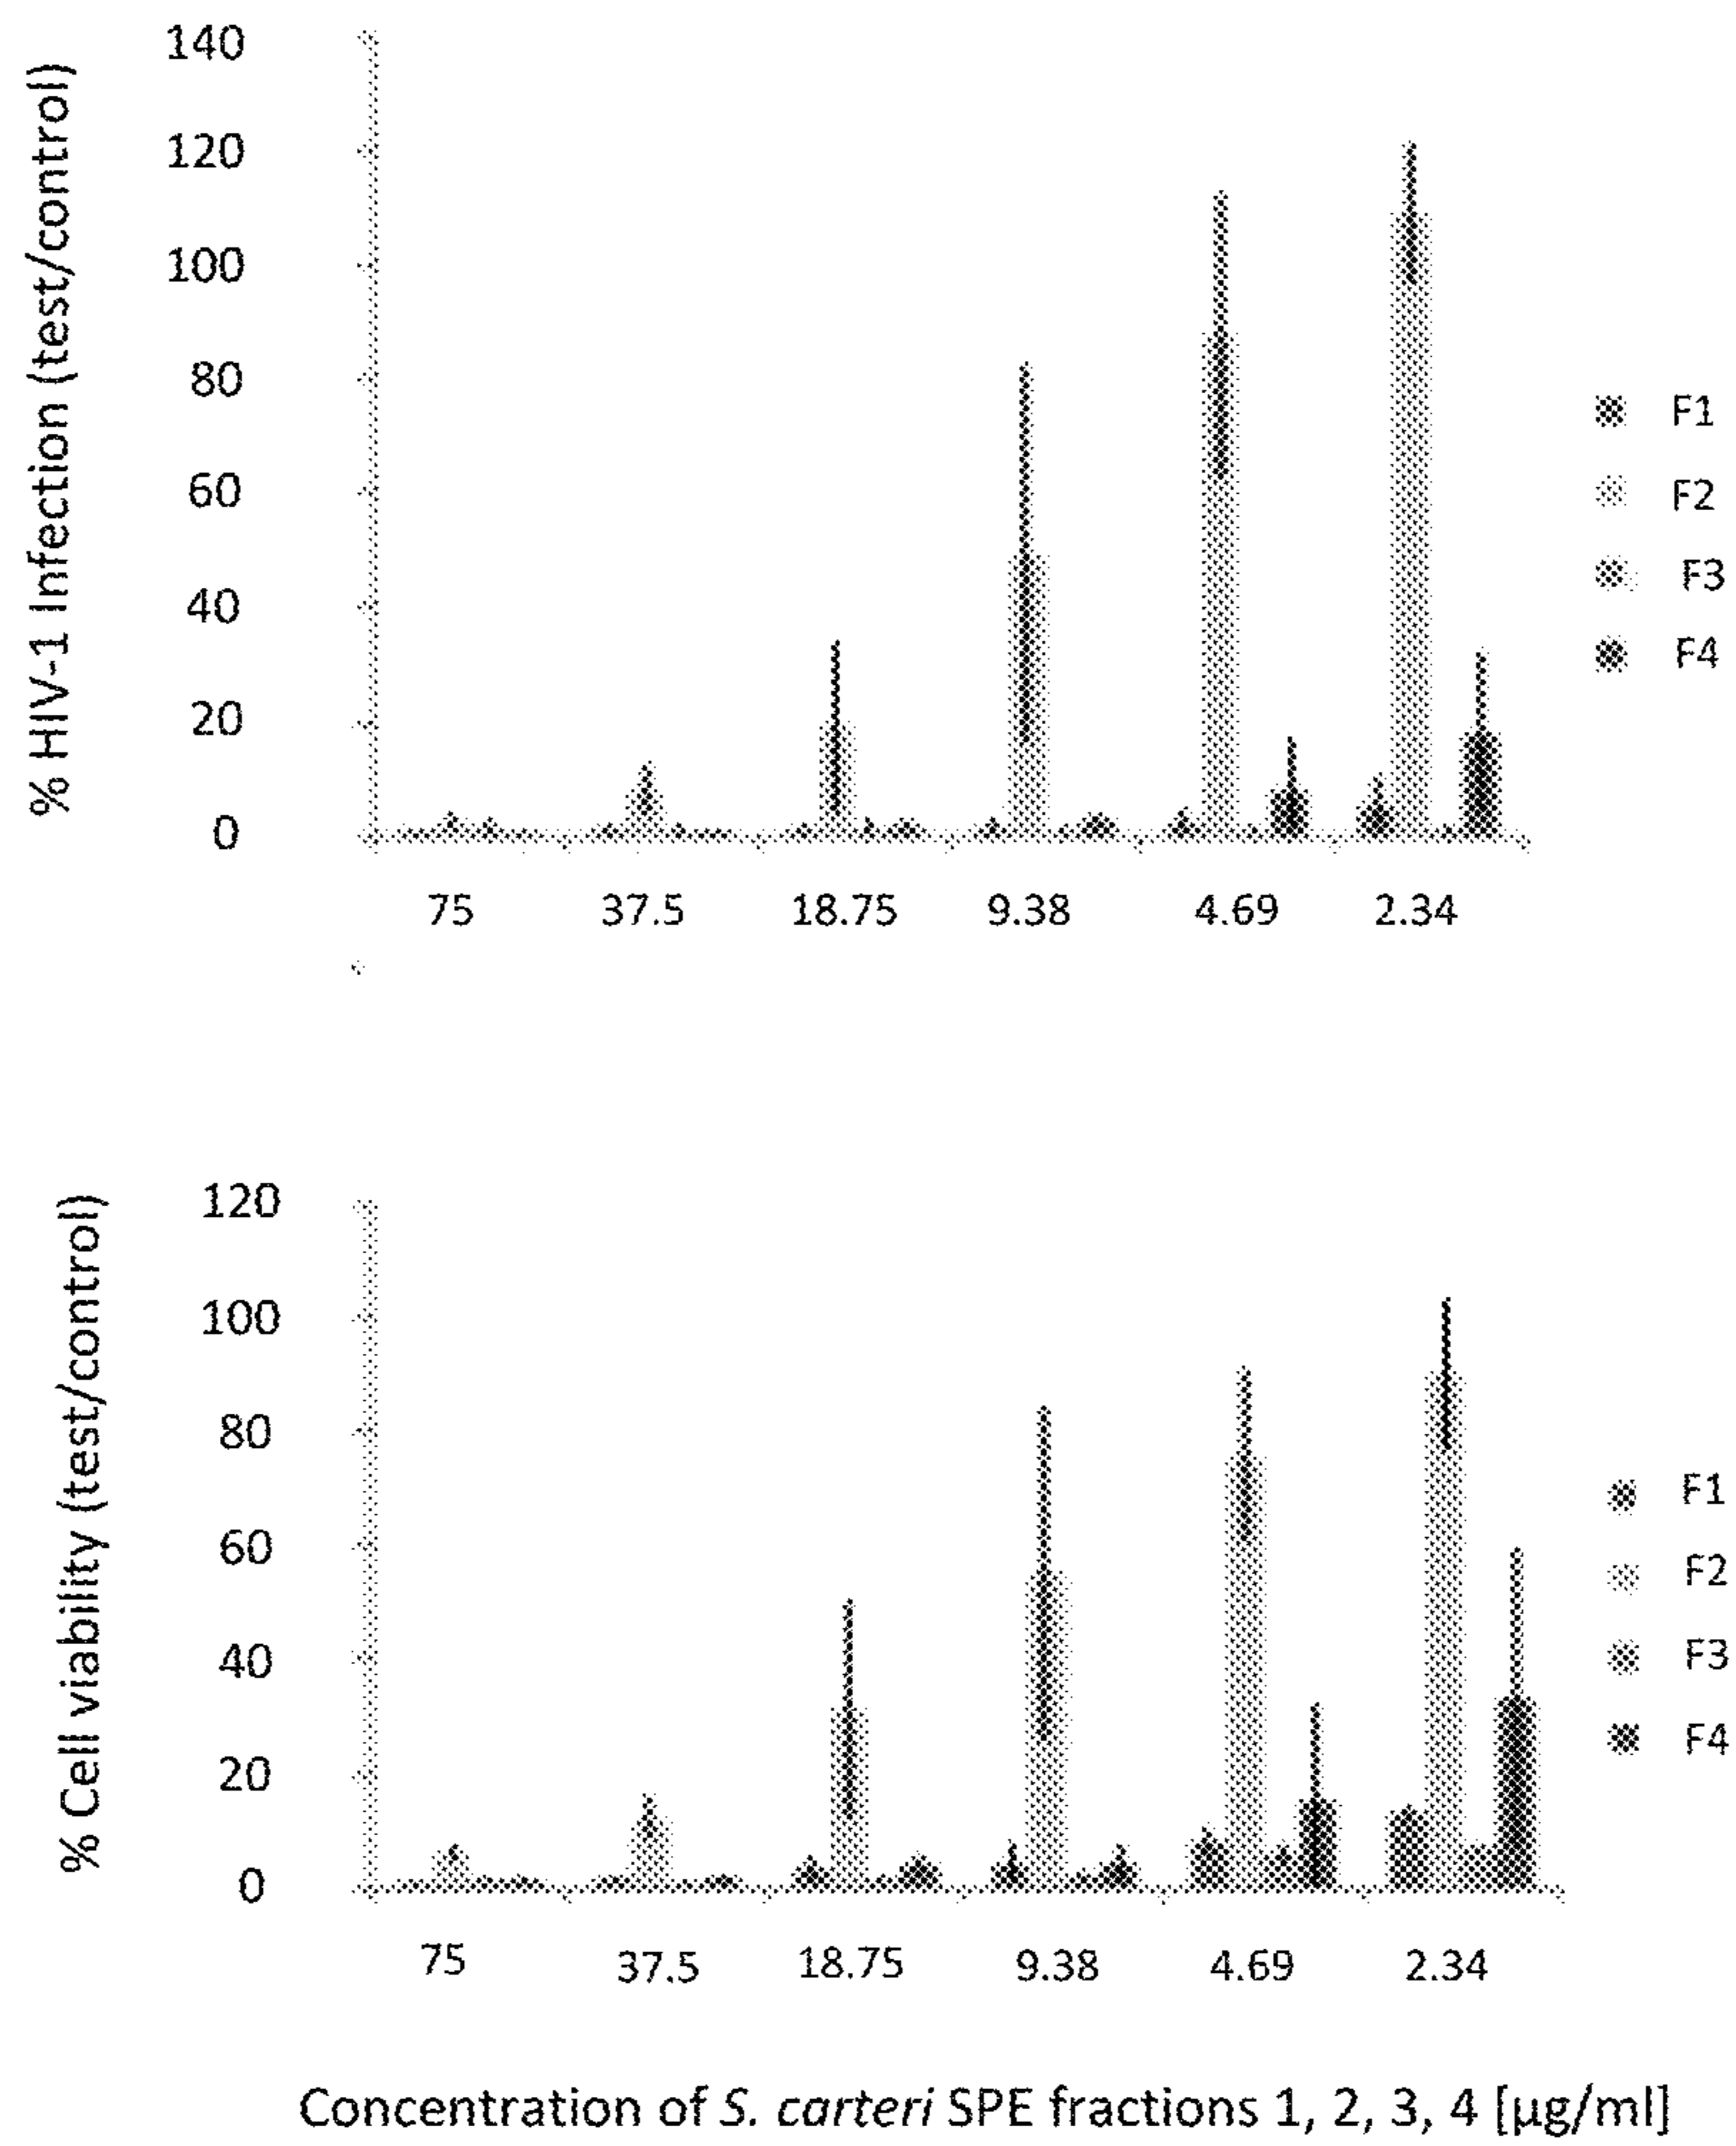 % HIV-1 Infection (test/control)
140
120
100
80
60
40
20
0
75 37.5 18.75 9.38 4.69 2.34
F1
F2
F3
F4
% Cell viability (test/control)
120
100
80
60
40
20
0
75 37.5 18.75 9.38 4.69 2.34
F1
F2
F3
F4
Concentration of S. carteri SPE fractions 1, 2, 3, 4 [µg/ml]